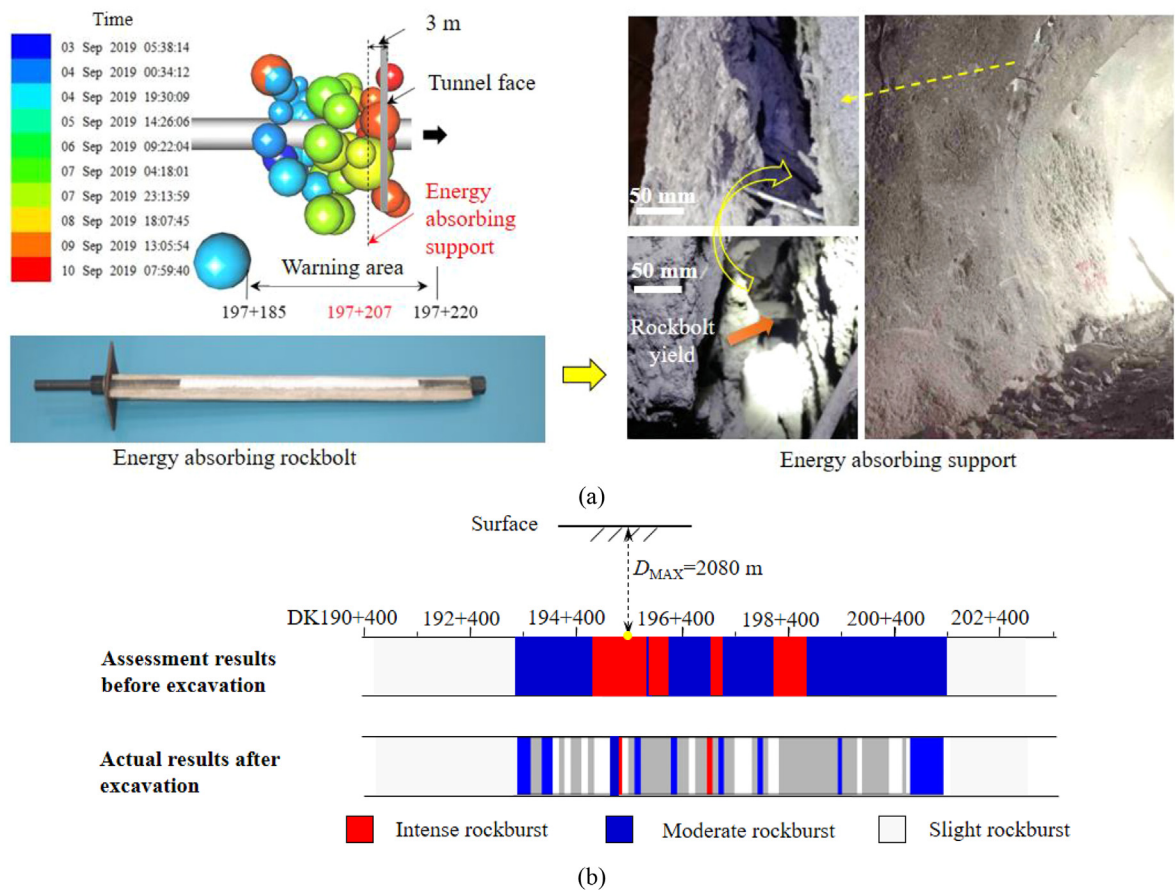 Time
03 Sep 2019 05:38:14
04 Sep 2019 00:34:12
04 Sep 2019 19:30:09
05 Sep 2019 14:26:06
06 Sep 2019 09:22:04
07 Sep 2019 04:18:01
07 Sep 2019 23:13:59
08 Sep 2019 18:07:45
09 Sep 2019 13:05:54
10 Sep 2019 07:59:40
3 m
Tunnel face
Energy
absorbing
support
Warning area
197+185
197+207
197+220
Energy absorbing rockbolt
50 mm
50 mm
Rockbolt
yield
Energy absorbing support
(a)
Surface
DMAX=2080 m
DK190+400 192+400 194+400 196+400 198+400 200+400 202+400
Assessment results
before excavation
Actual results after
excavation
Intense rockburst
Moderate rockburst
Slight rockburst
(b)